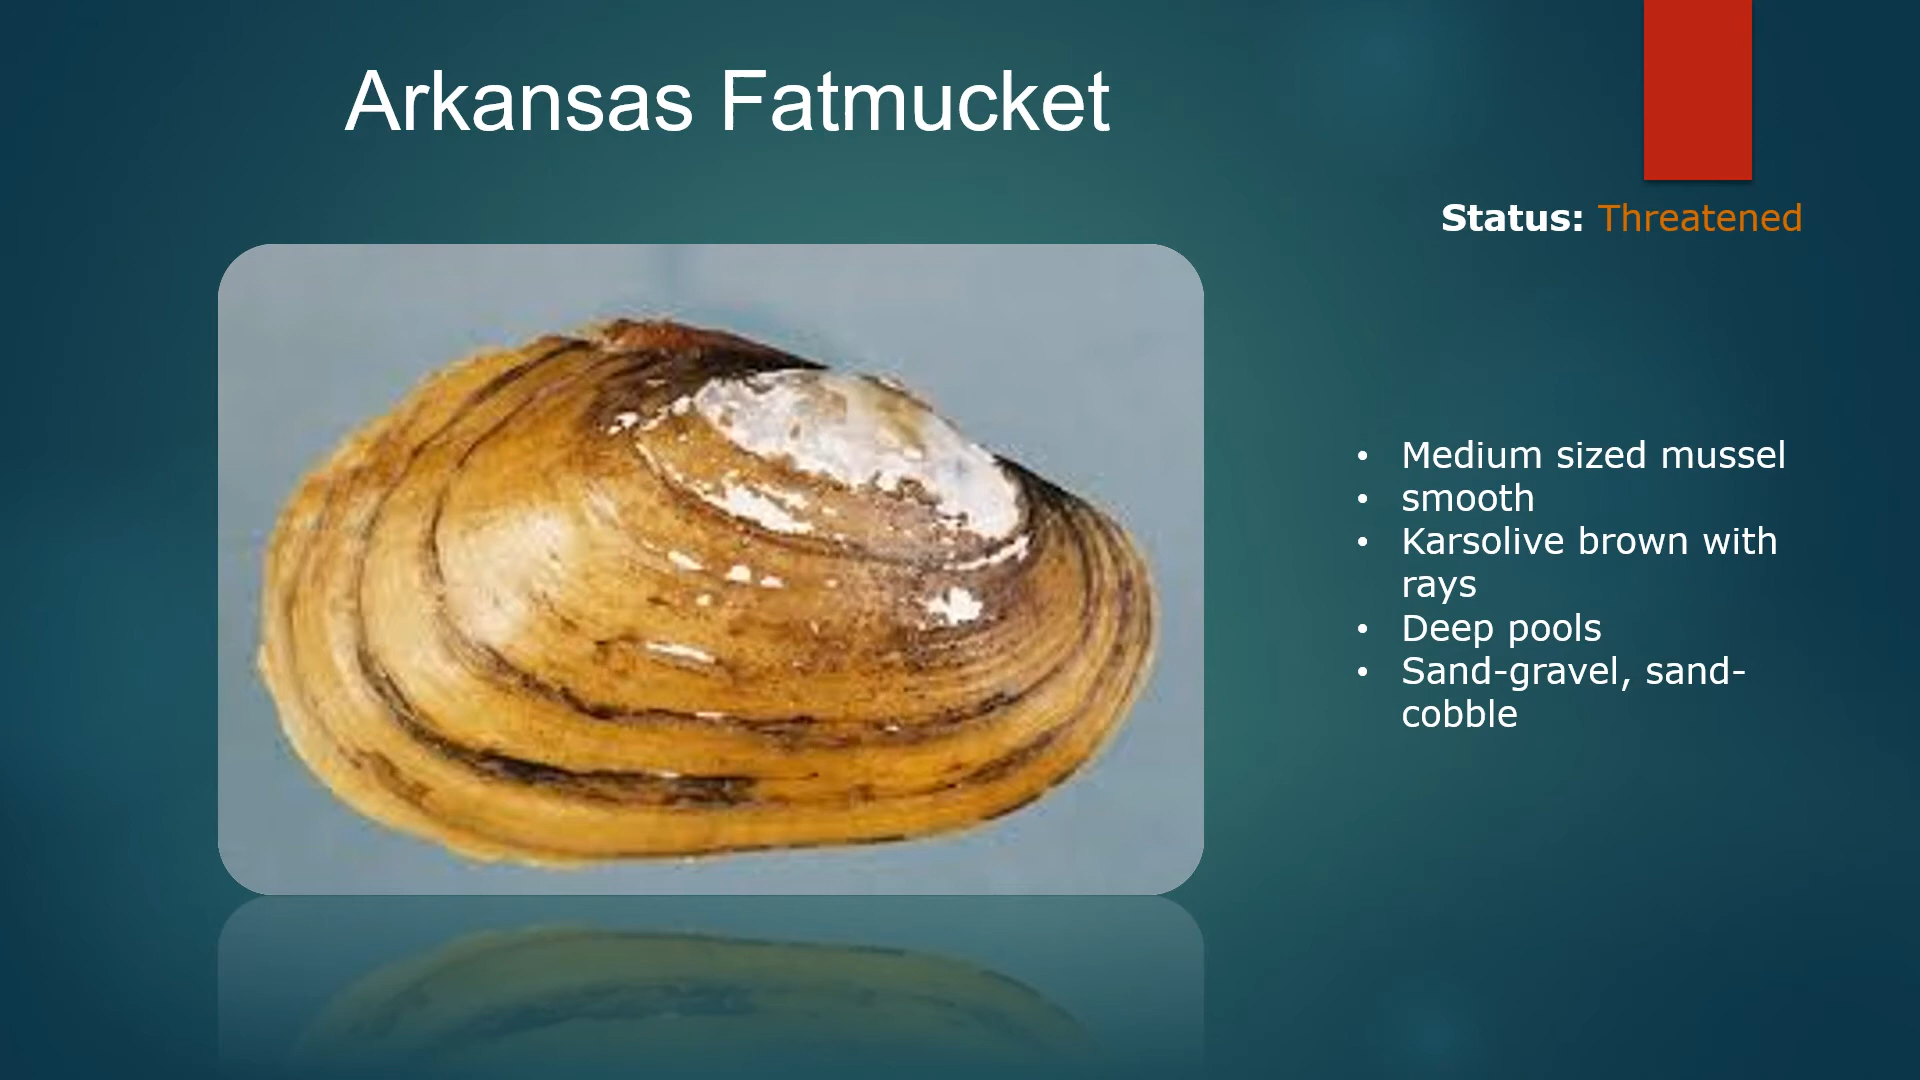 Arkansas Fatmucket
Status: Threatened
• Medium sized mussel
• smooth
• Karsolive brown with
rays
• Deep pools
• Sand-gravel, sand-
cobble